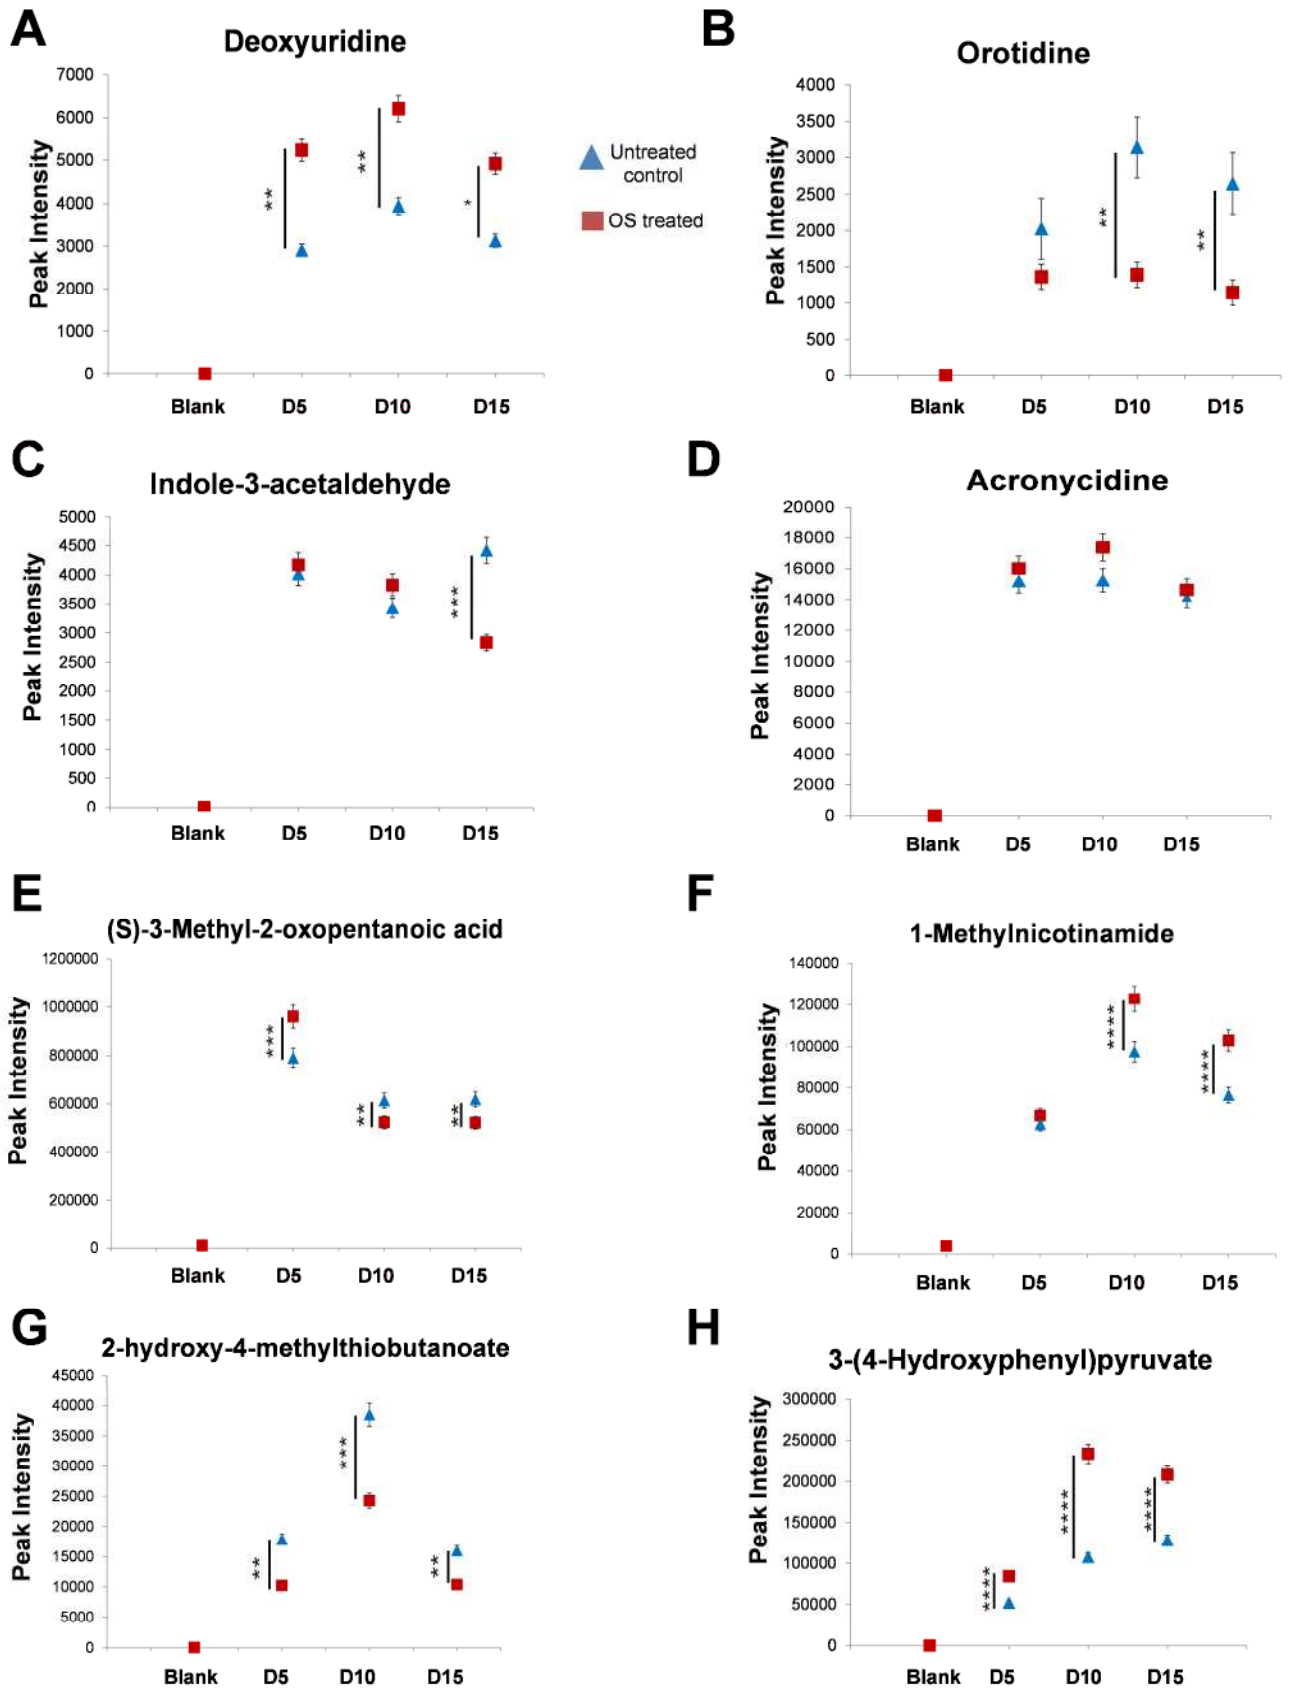 A
Deoxyuridine
Peak Intensity
7000
6000
5000
4000
3000
2000
1000
0
**
**
*
Blank D5 D10 D15
Untreated
control
OS treated
B
Orotidine
Peak Intensity
4000
3500
3000
2500
2000
1500
1000
500
0
**
**
Blank D5 D10 D15
C
Indole-3-acetaldehyde
Peak Intensity
5000
4500
4000
3500
3000
2500
2000
1500
1000
500
0
***
Blank D5 D10 D15
D
Acronycidine
Peak Intensity
20000
18000
16000
14000
12000
10000
8000
6000
4000
2000
0
Blank D5 D10 D15
E
(S)-3-Methyl-2-oxopentanoic acid
Peak Intensity
1200000
1000000
800000
600000
400000
200000
0
***
**
**
Blank D5 D10 D15
F
1-Methylnicotinamide
Peak Intensity
140000
120000
100000
80000
60000
40000
20000
0
****
****
Blank D5 D10 D15
G
2-hydroxy-4-methylthiobutanoate
Peak Intensity
45000
40000
35000
30000
25000
20000
15000
10000
5000
0
**
***
**
Blank D5 D10 D15
H
3-(4-Hydroxyphenyl)pyruvate
Peak Intensity
300000
250000
200000
150000
100000
50000
0
****
****
****
Blank D5 D10 D15